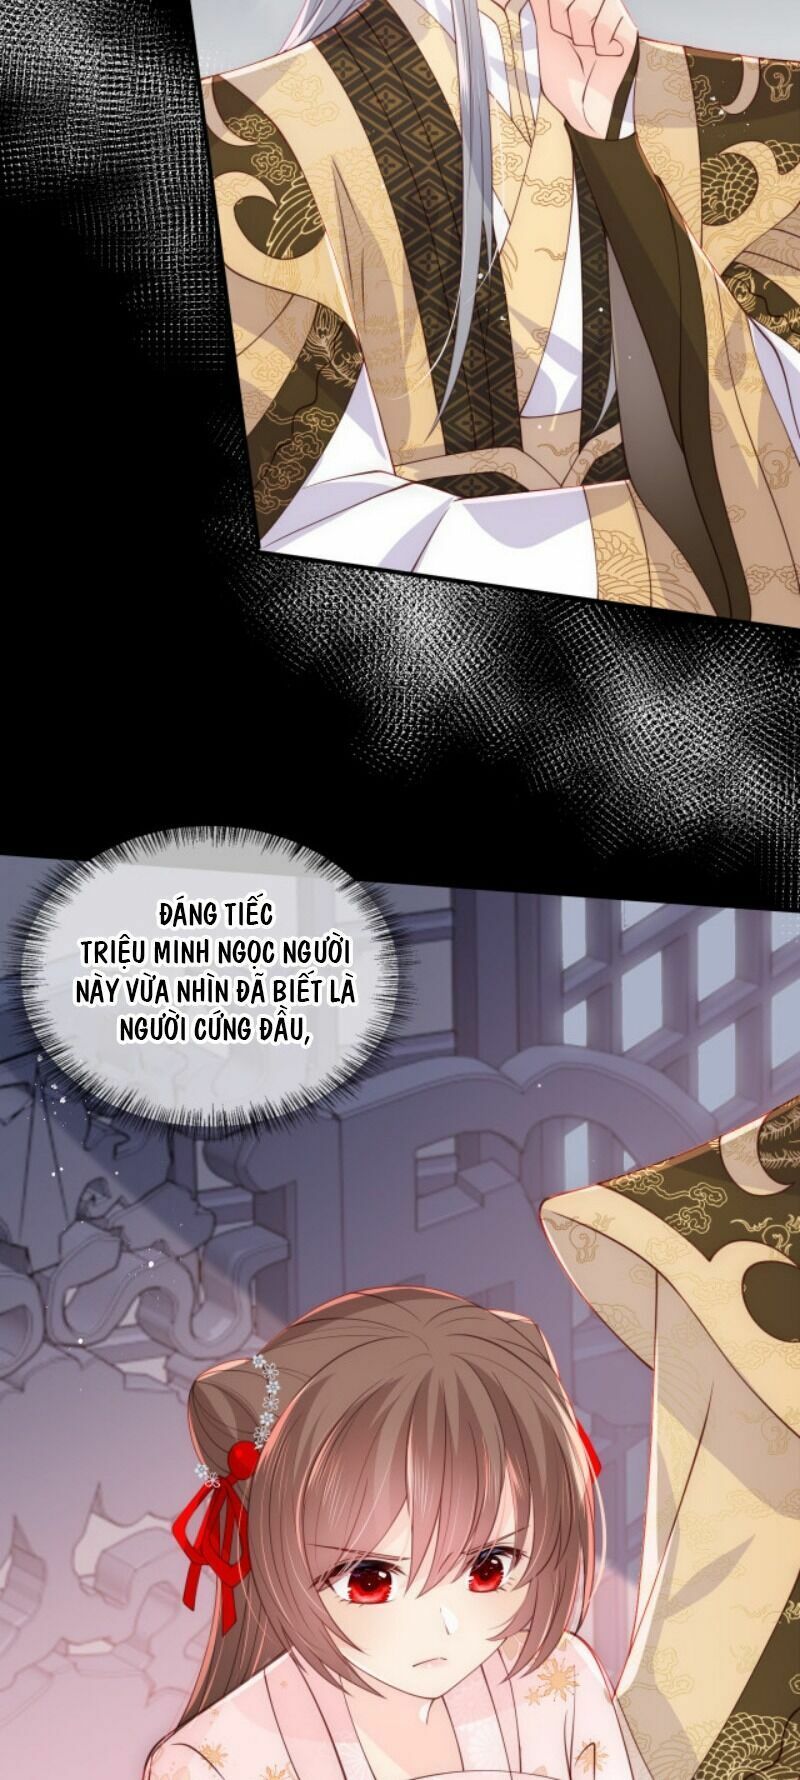 ĐÁNG TIẾC
TRIỆU MINH NGỌC NGƯỜI
NÀY VỪA NHÌN ĐÃ BIẾT LÀ
NGƯỜI CỨNG ĐẦU,